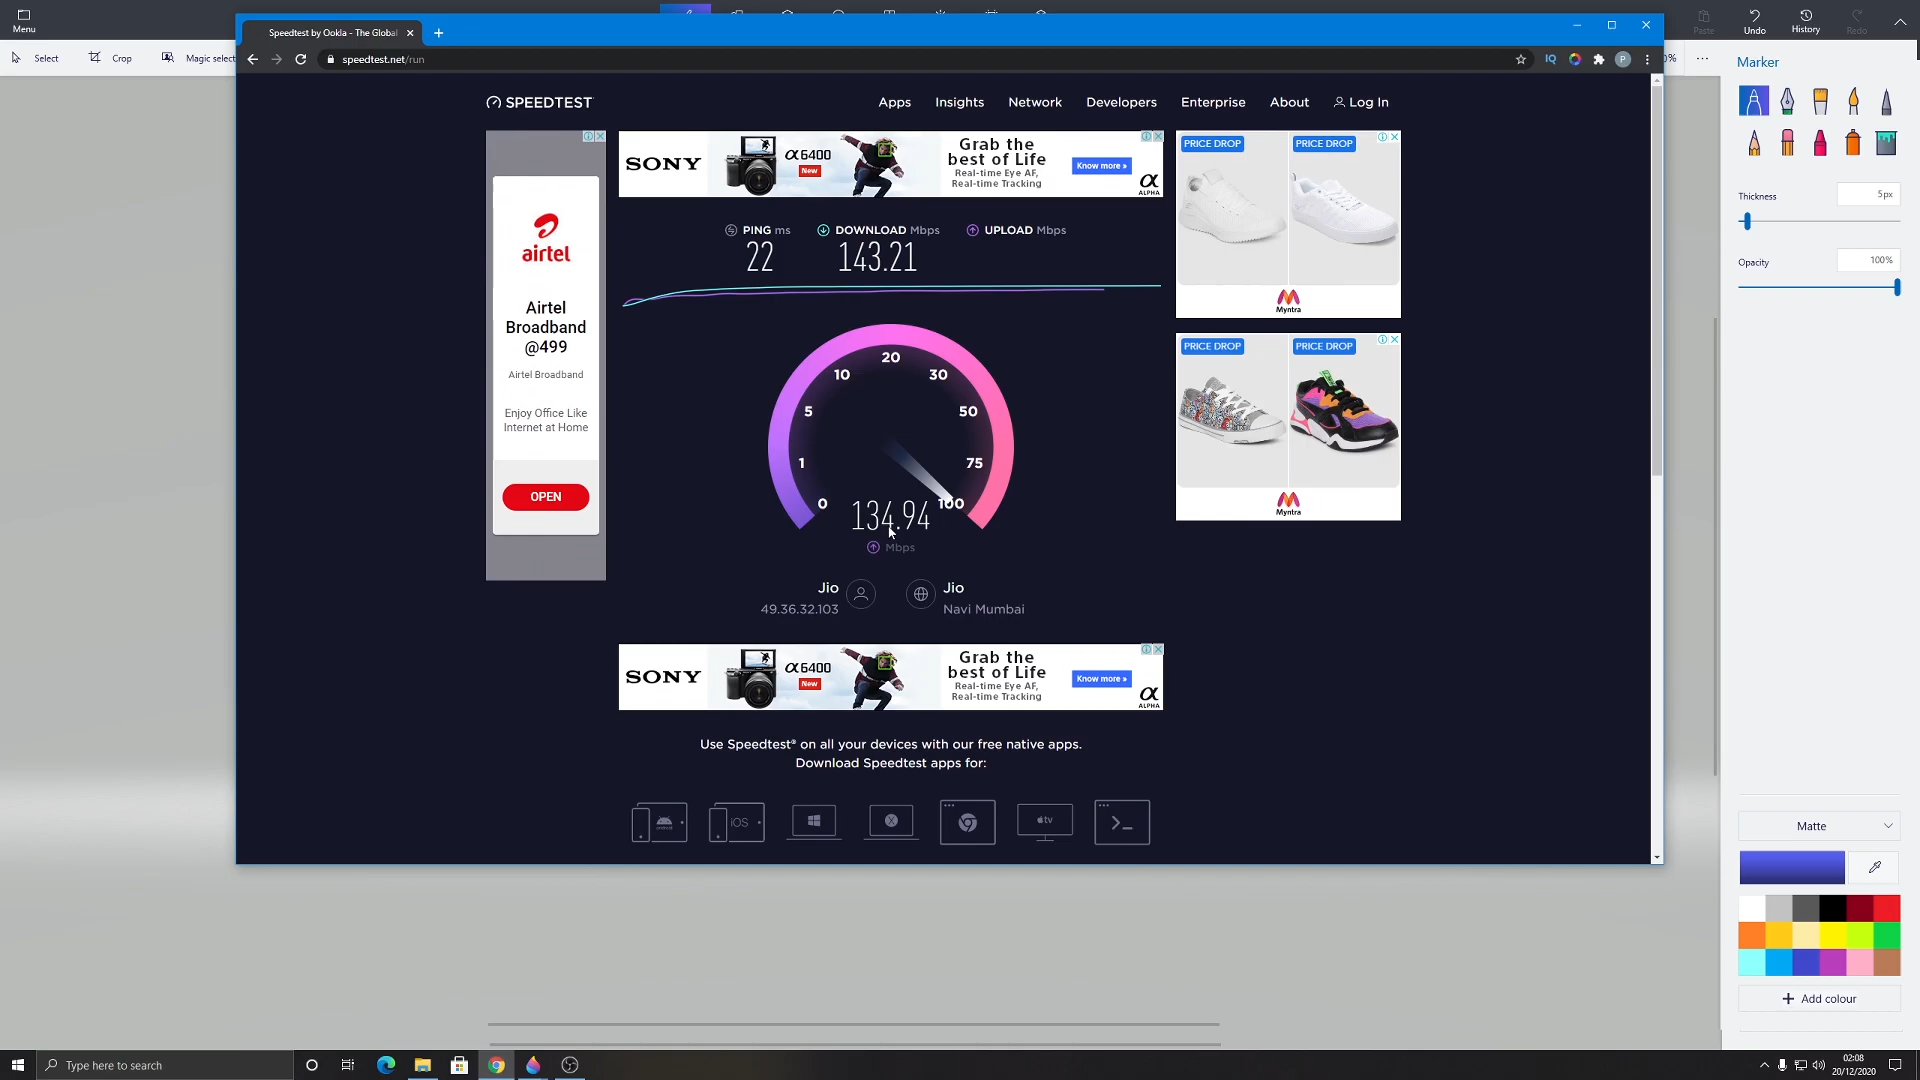 Menu
Paste
Undo
History
Redo
Select
Crop
Magic select
Speedtest by Ookla - The Global
speedtest.net/run
IQ
P
SPEEDTEST
Apps
Insights
Network
Developers
Enterprise
About
Log In
airtel
Airtel
Broadband
@499
Airtel Broadband
Enjoy Office Like
Internet at Home
OPEN
SONY
α6400
New
Grab the
best of Life
Real-time Eye AF,
Real-time Tracking
Know more »
α
ALPHA
PING ms
22
DOWNLOAD Mbps
143.21
UPLOAD Mbps
0
1
5
10
20
30
50
75
100
134.94
Mbps
Jio
49.36.32.103
Jio
Navi Mumbai
PRICE DROP
PRICE DROP
Myntra
PRICE DROP
PRICE DROP
Myntra
SONY
α6400
New
Grab the
best of Life
Real-time Eye AF,
Real-time Tracking
Know more »
α
ALPHA
Use Speedtest® on all your devices with our free native apps.
Download Speedtest apps for:
android
iOS
X
tv
>_
Marker
Thickness
5px
Opacity
100%
Matte
+ Add colour
Type here to search
02:08
20/12/2020